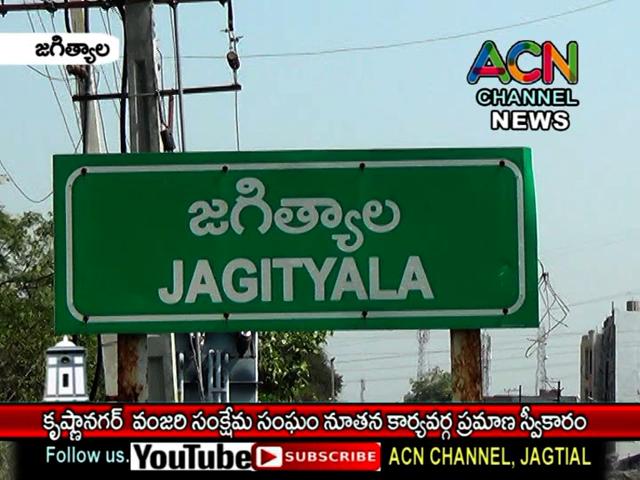 జగిత్యాల
ACN
CHANNEL
NEWS
జగిత్యాల
JAGITYALA
కృష్ణానగర్ వంజరి సంక్షేమ సంఘం నూతన కార్యవర్గ ప్రమాణ స్వీకారం
Follow us. YouTube SUBSCRIBE ACN CHANNEL, JAGTIAL